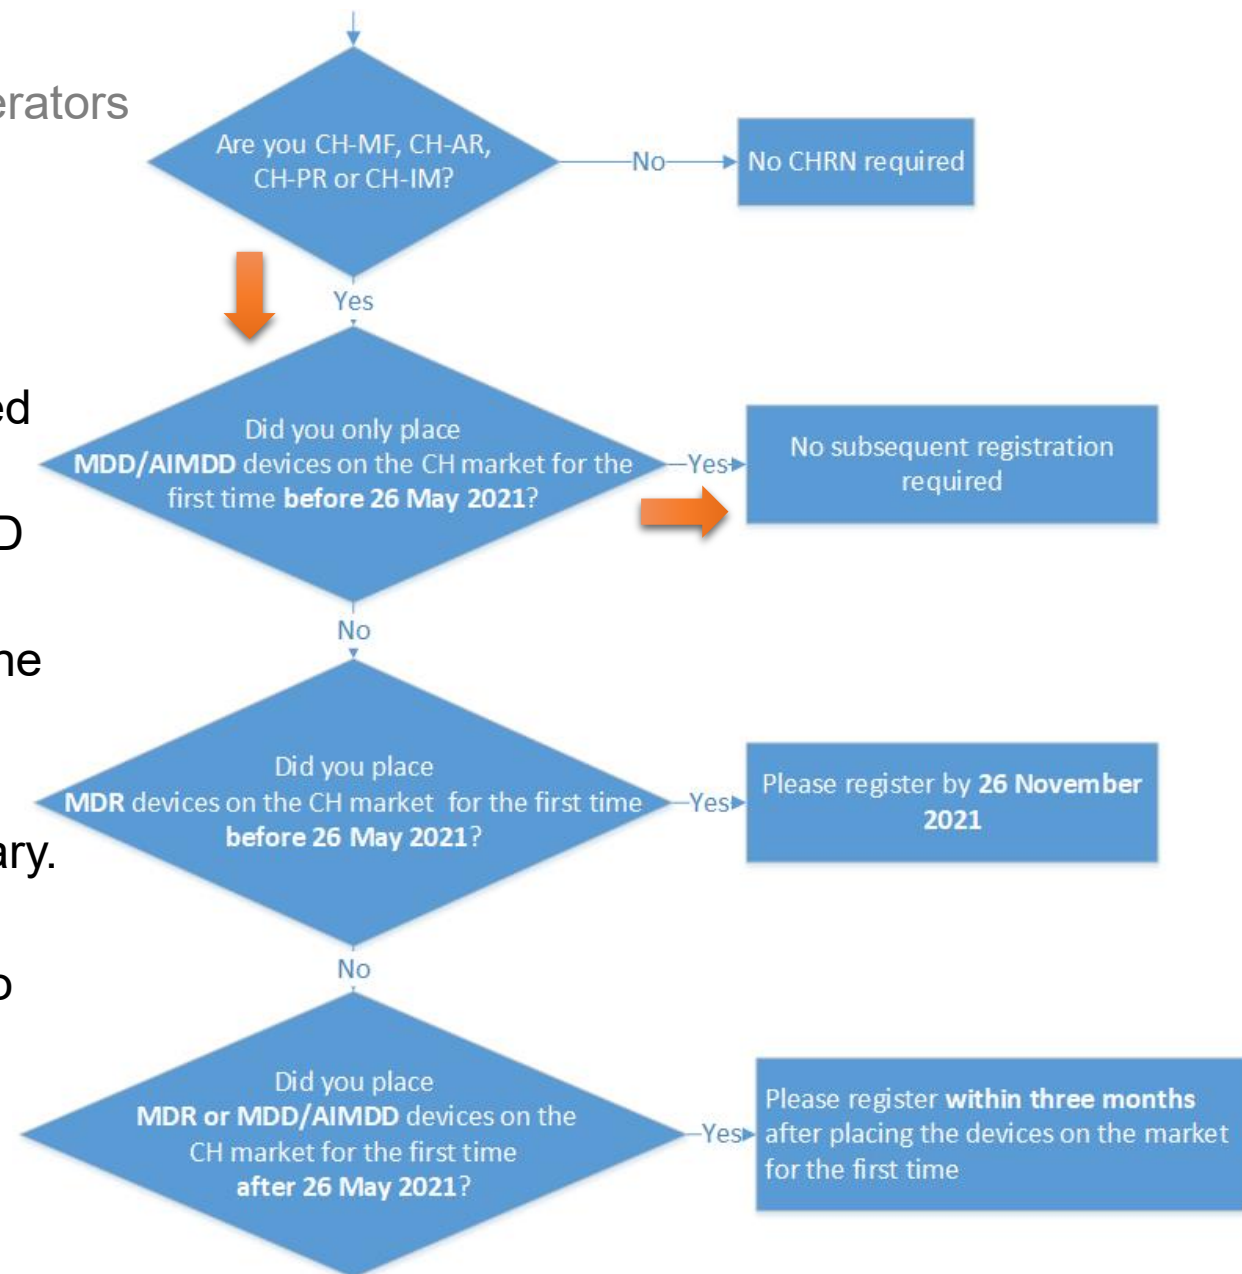 erators
Are you CH-MF, CH-AR,
CH-PR or CH-IM?
No
No CHRN required
Yes
ed
Did you only place
MDD/AIMDD devices on the CH market for the
first time before 26 May 2021?
Yes
No subsequent registration
required
D
No
ne
Did you place
MDR devices on the CH market for the first time
before 26 May 2021?
Yes
Please register by 26 November
2021
ary.
No
o
Did you place
MDR or MDD/AIMDD devices on the
CH market for the first time
after 26 May 2021?
Yes
Please register within three months
after placing the devices on the market
for the first time